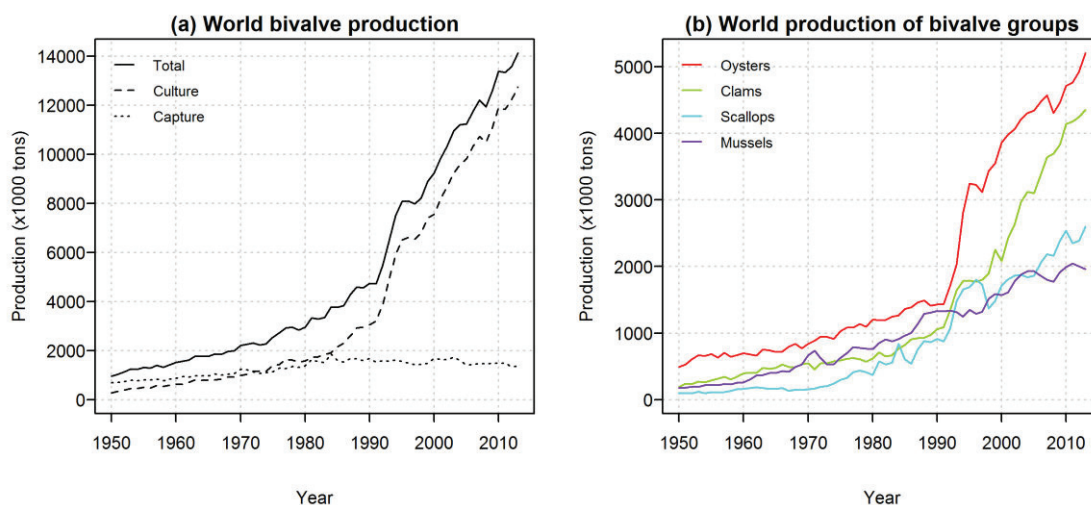 (a) World bivalve production
Production (x1000 tons)
14000
12000
10000
8000
6000
4000
2000
0
Total
Culture
Capture
1950 1960 1970 1980 1990 2000 2010
Year
(b) World production of bivalve groups
Production (x1000 tons)
5000
4000
3000
2000
1000
0
Oysters
Clams
Scallops
Mussels
1950 1960 1970 1980 1990 2000 2010
Year